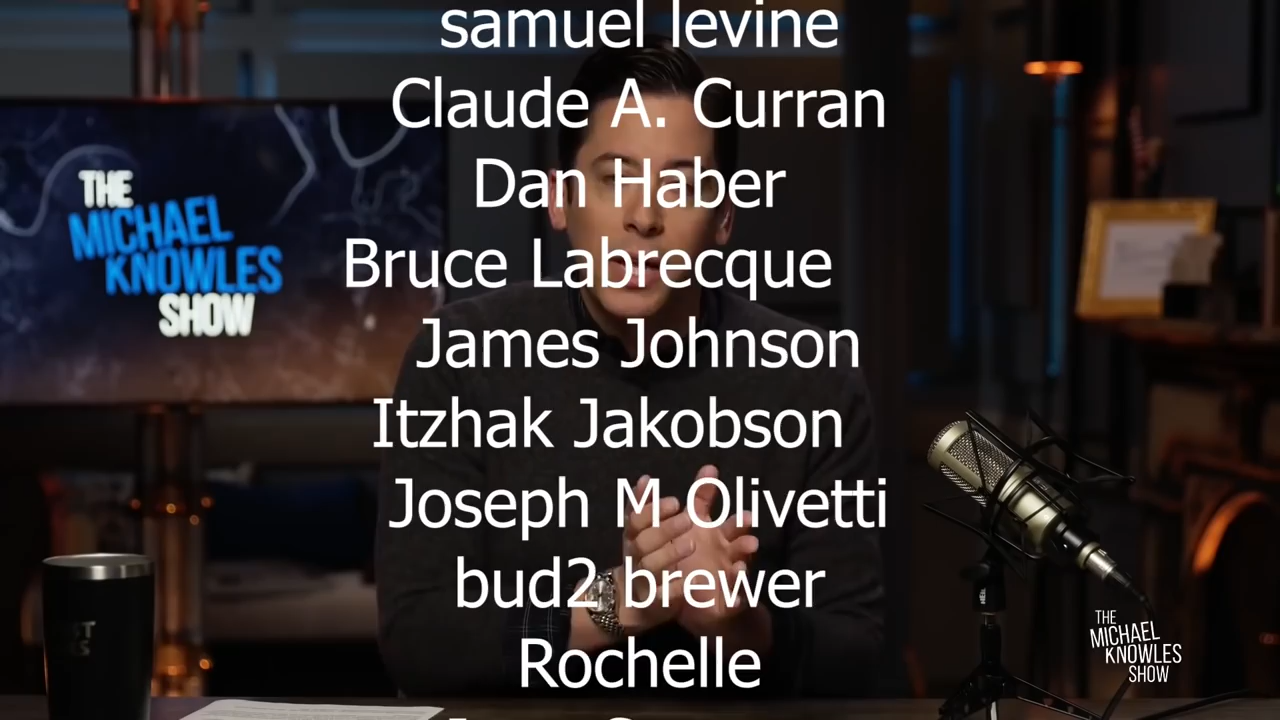 samuel levine
Claude A. Curran
Dan Haber
Bruce Labrecque
James Johnson
Itzhak Jakobson
Joseph M Olivetti
bud2 brewer
Rochelle
THE
MICHAEL
KNOWLES
SHOW
THE
MICHAEL
KNOWLES
SHOW